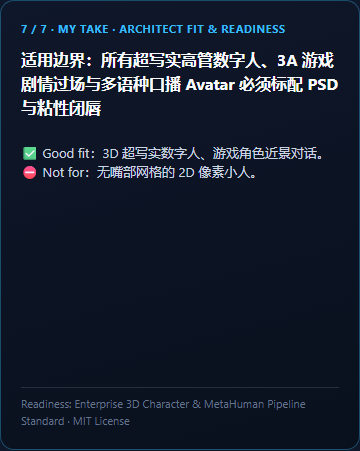 7 / 7 · MY TAKE · ARCHITECT FIT & READINESS
适用边界：所有超写实高管数字人、3A 游戏
剧情过场与多语种口播 Avatar 必须标配 PSD
与粘性闭唇
✅ Good fit：3D 超写实数字人、游戏角色近景对话。
⛔ Not for：无嘴部网格的 2D 像素小人。
Readiness: Enterprise 3D Character & MetaHuman Pipeline
Standard · MIT License